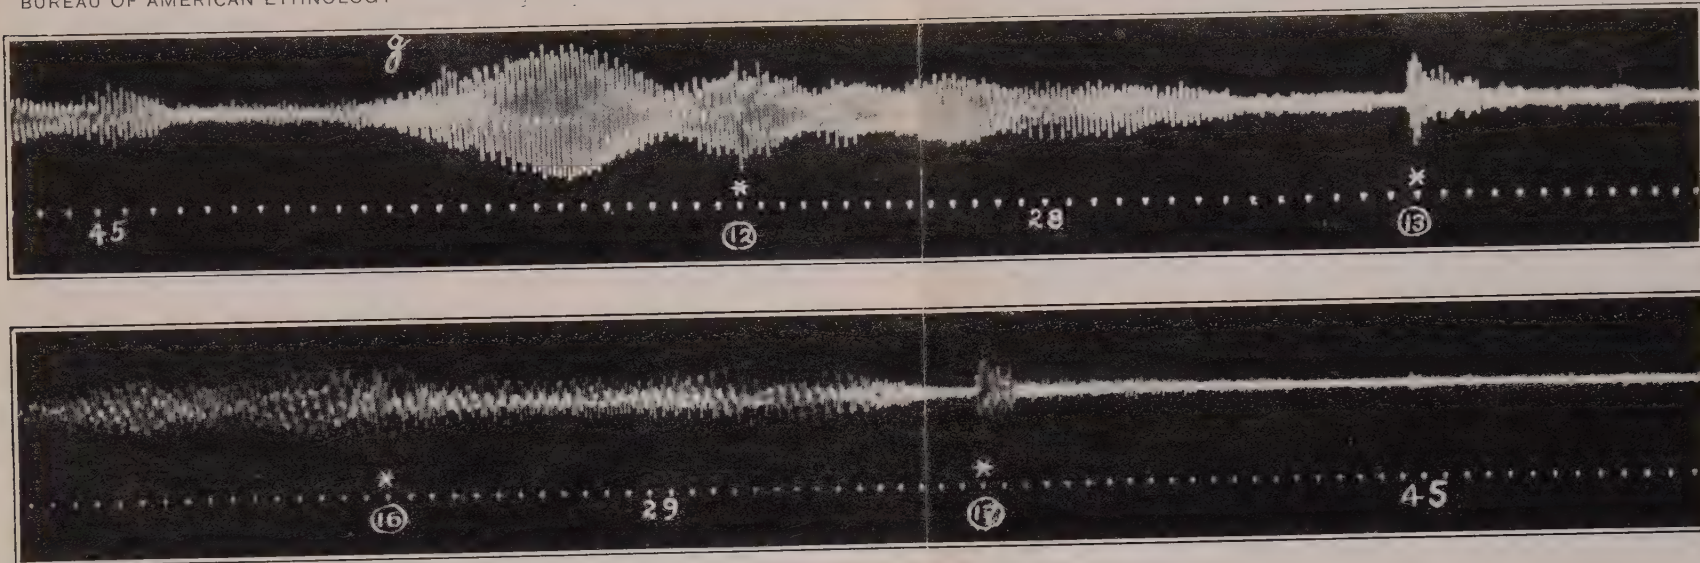 BUREAU OF AMERICAN ETHNOLOGY
g
* *
45 12 28 13
* *
16 29 17 45